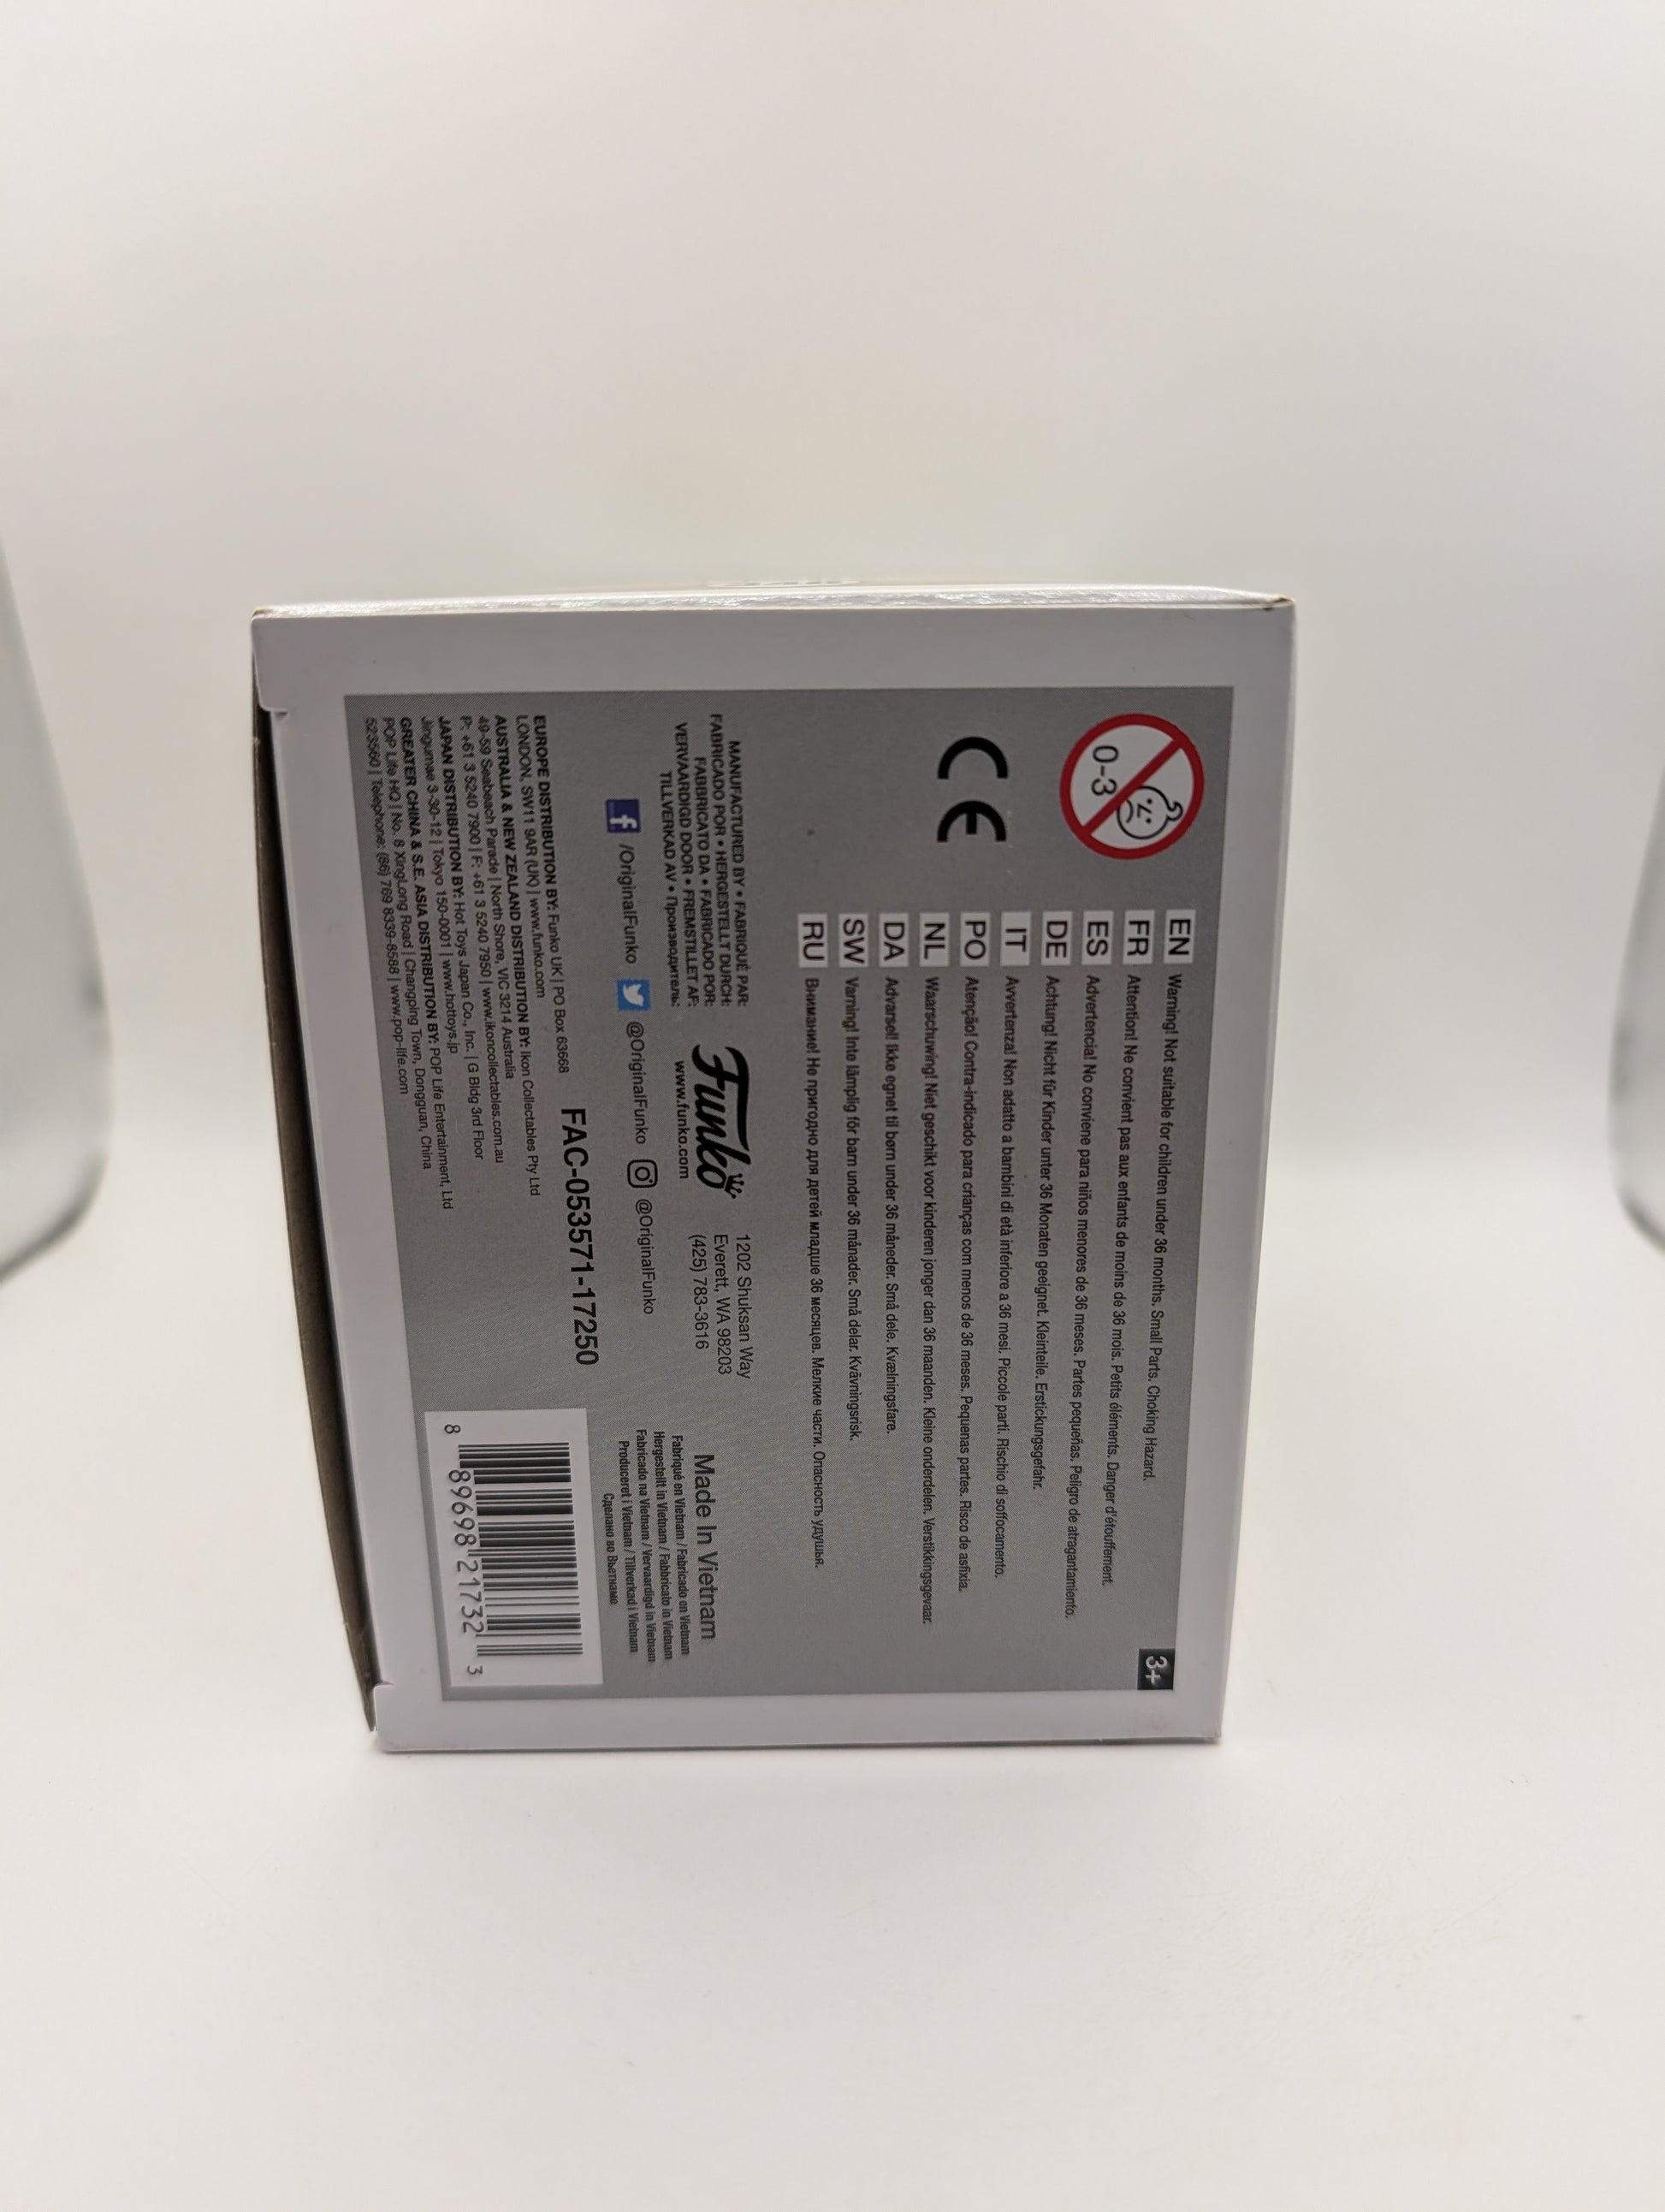 0-3
EN Warning! Not suitable for children under 36 months. Small Parts. Choking Hazard.
FR Attention! Ne convient pas aux enfants de moins de 36 mois. Petits éléments. Danger d'étouffement.
ES Advertencia! No conviene para niños menores de 36 meses. Partes pequeñas. Peligro de atragantamiento.
DE Achtung! Nicht für Kinder unter 36 Monaten geeignet. Kleinteile. Erstickungsgefahr.
IT Avvertenza! Non adatto a bambini di età inferiore a 36 mesi. Piccole parti. Rischio di soffocamento.
PO Atenção! Contra-indicado para crianças com menos de 36 meses. Pequenas partes. Risco de asfixia.
NL Waarschuwing! Niet geschikt voor kinderen jonger dan 36 maanden. Kleine onderdelen. Verstikkingsgevaar.
DA Advarsel! Ikke egnet til børn under 36 måneder. Små dele. Kvælningsfare.
SW Varning! Inte lämplig för barn under 36 månader. Små delar. Kvävningsrisk.
RU Внимание! Не пригодно для детей младше 36 месяцев. Мелкие части. Опасность удушья.
3+
CE
MANUFACTURED BY • FABRIQUÉ PAR:
FABRICADO POR • HERGESTELLT DURCH:
FABBRICATO DA • FABRICADO POR:
VERVAARDIGD DOOR • FREMSTILLET AF:
TILLVERKAD AV • Производитель:
Funko
www.funko.com
1202 Shuksan Way
Everett, WA 98203
(425) 783-3616
Made In Vietnam
Fabriqué en Vietnam / Fabricado en Vietnam
Hergestellt in Vietnam / Fabbricato in Vietnam
Fabricado na Vietnam / Vervaardigd in Vietnam
Produceret i Vietnam / Tillverkad i Vietnam
Сделано во Вьетнаме
f /OriginalFunko @OriginalFunko @OriginalFunko
FAC-053571-17250
EUROPE DISTRIBUTION BY: Funko UK | PO Box 63668
LONDON, SW11 9AR (UK) | www.funko.com
AUSTRALIA & NEW ZEALAND DISTRIBUTION BY: Ikon Collectables Pty Ltd
49-59 Seabeach Parade | North Shore, VIC 3214 Australia
P: +61 3 5240 7900 | F: +61 3 5240 7950 | www.ikoncollectables.com.au
JAPAN DISTRIBUTION BY: Hot Toys Japan Co., Inc. | G Bldg 3rd Floor
Jingumae 3-30-12 | Tokyo 150-0001 | www.hottoys.jp
GREATER CHINA & S.E. ASIA DISTRIBUTION BY: POP Life Entertainment, Ltd
POP Life HQ | No. 8 XingLong Road | Changping Town, Dongguan, China
523560 | Telephone: (86) 769 8339-8588 | www.pop-life.com
8 89698 21732 3